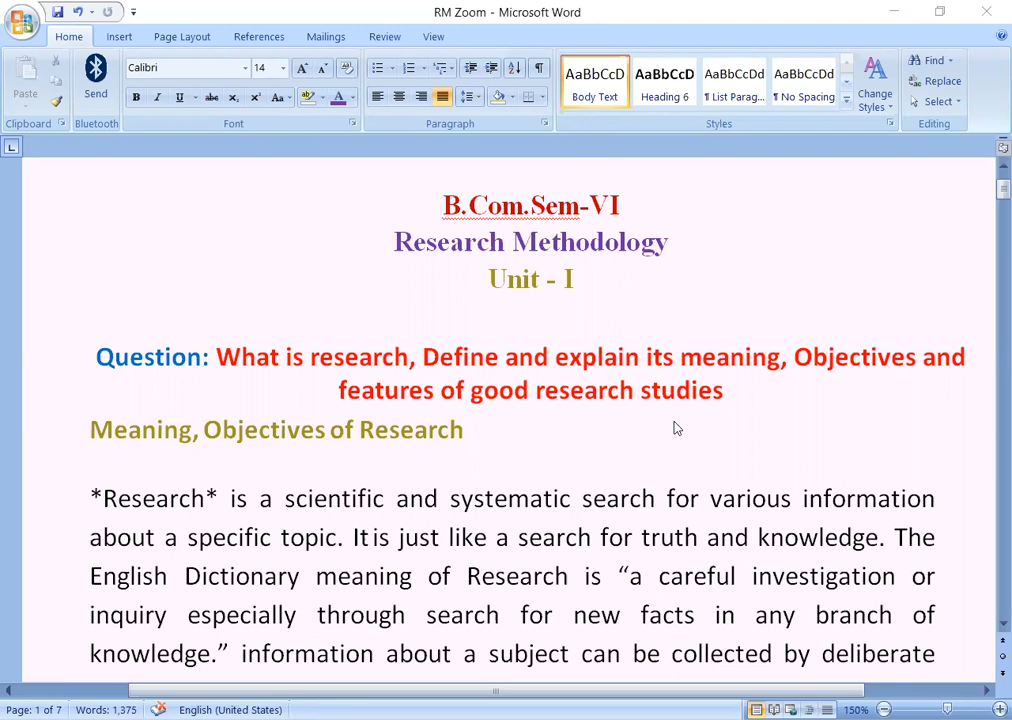 RM Zoom - Microsoft Word
Home Insert Page Layout References Mailings Review View
Paste Send Calibri 14 AaBbCcD AaBbCcD AaBbCcDd AaBbCcDd Change Styles Find Replace Select
B I U abc x₂ x² Aa A Body Text Heading 6 ¶ List Parag... ¶ No Spacing
Clipboard Bluetooth Font Paragraph Styles Editing
B.Com.Sem-VI
Research Methodology
Unit - I
Question: What is research, Define and explain its meaning, Objectives and
features of good research studies
Meaning, Objectives of Research
*Research* is a scientific and systematic search for various information
about a specific topic. It is just like a search for truth and knowledge. The
English Dictionary meaning of Research is “a careful investigation or
inquiry especially through search for new facts in any branch of
knowledge.” information about a subject can be collected by deliberate
Page: 1 of 7 Words: 1,375 English (United States) 150%